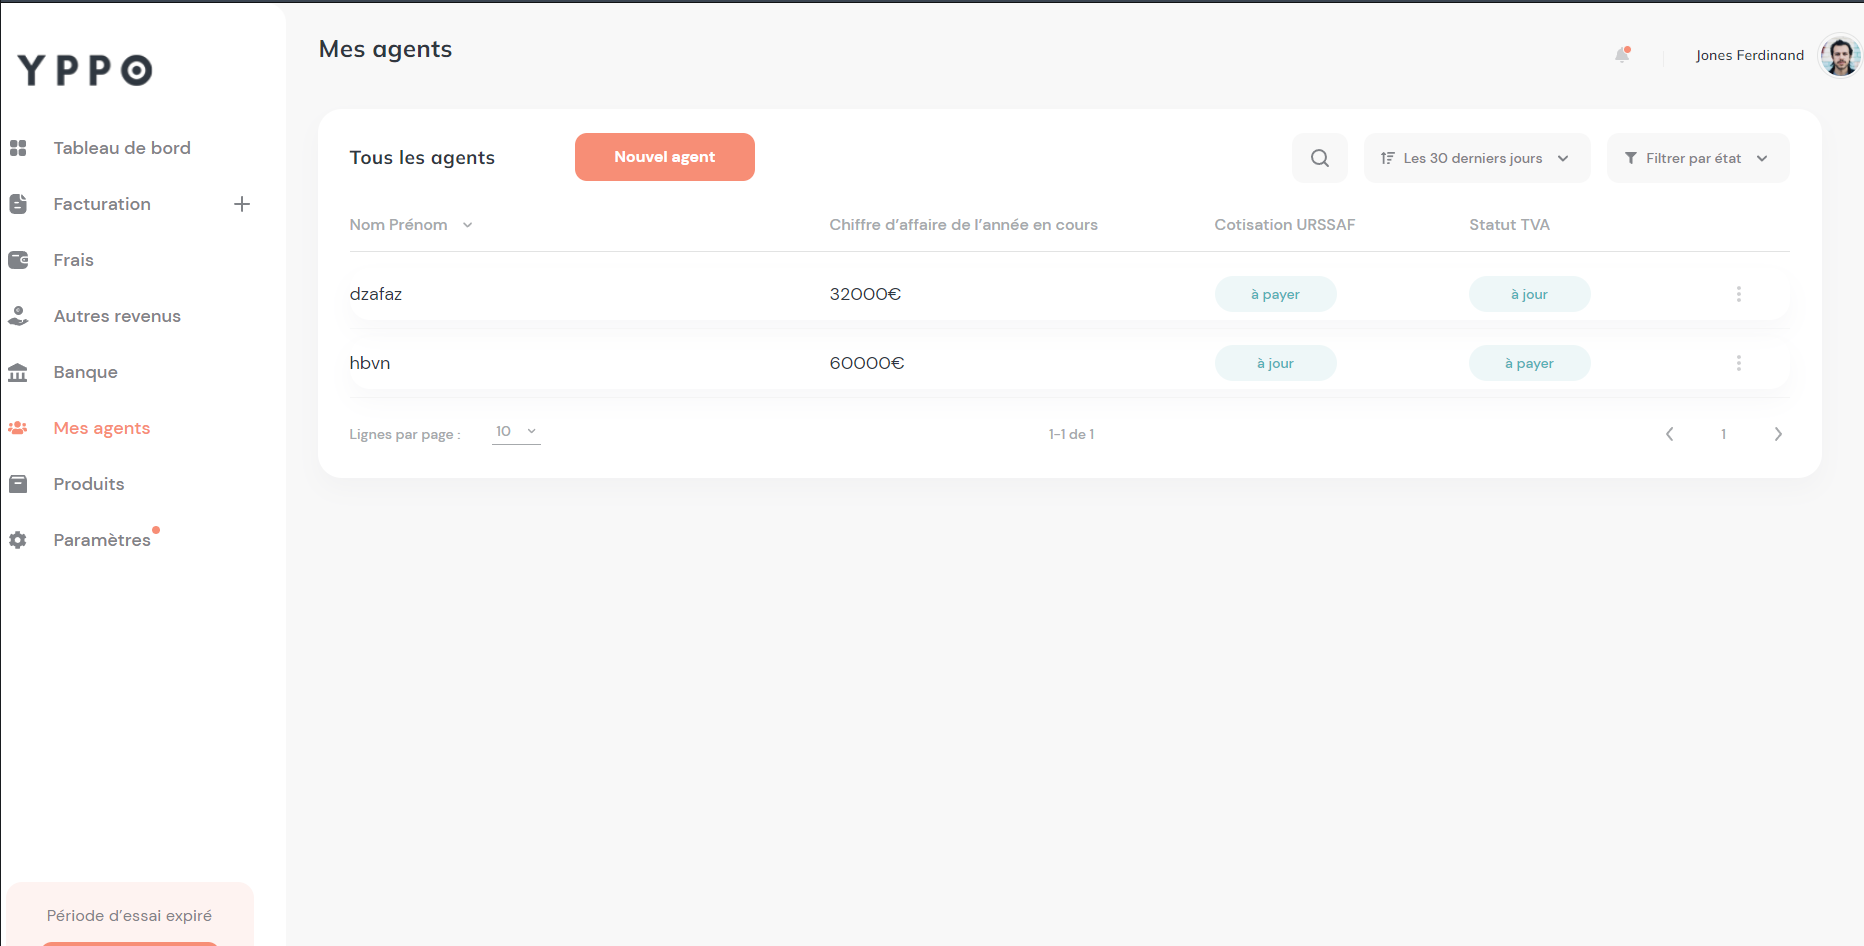 YPPO
Tableau de bord
Facturation
Frais
Autres revenus
Banque
Mes agents
Produits
Paramètres
Période d’essai expiré
Mes agents
Jones Ferdinand
Tous les agents
Nouvel agent
Les 30 derniers jours
Filtrer par état
Nom Prénom
Chiffre d’affaire de l’année en cours
Cotisation URSSAF
Statut TVA
dzafaz
32000€
à payer
à jour
hbvn
60000€
à jour
à payer
Lignes par page :
10
1-1 de 1
1